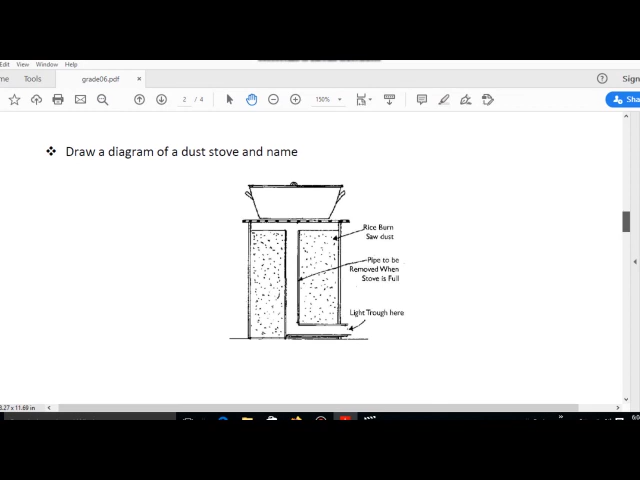 Edit View Window Help
me Tools grade06.pdf × Sign
2 / 4 150% Sha
❖ Draw a diagram of a dust stove and name
Rice Burn
Saw dust
Pipe to be
Removed When
Stove is Full
Light Trough here
8.27 x 11.69 in